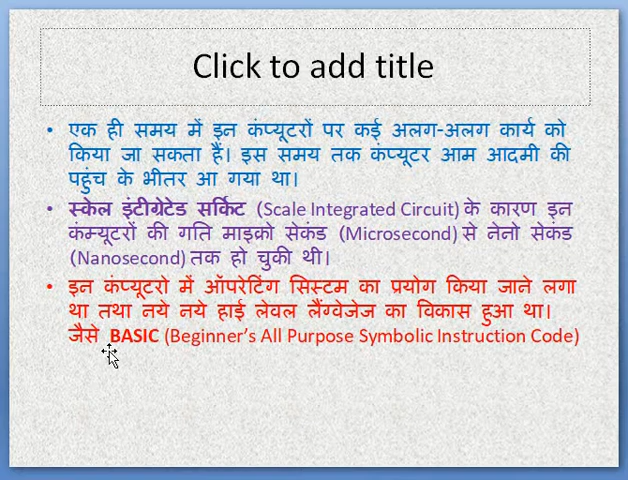 Click to add title
• एक ही समय में इन कंप्यूटरों पर कई अलग-अलग कार्य को
किया जा सकता हैं। इस समय तक कंप्यूटर आम आदमी की
पहुंच के भीतर आ गया था।
• स्केल इंटीग्रेटेड सर्किट (Scale Integrated Circuit) के कारण इन
कंम्यूटरों की गति माइक्रो सेकंड (Microsecond) से नेनो सेकंड
(Nanosecond) तक हो चुकी थी।
• इन कंप्यूटरो में ऑपरेटिंग सिस्टम का प्रयोग किया जाने लगा
था तथा नये नये हाई लेवल लैंग्वेजेज का विकास हुआ था।
जैसे BASIC (Beginner’s All Purpose Symbolic Instruction Code)